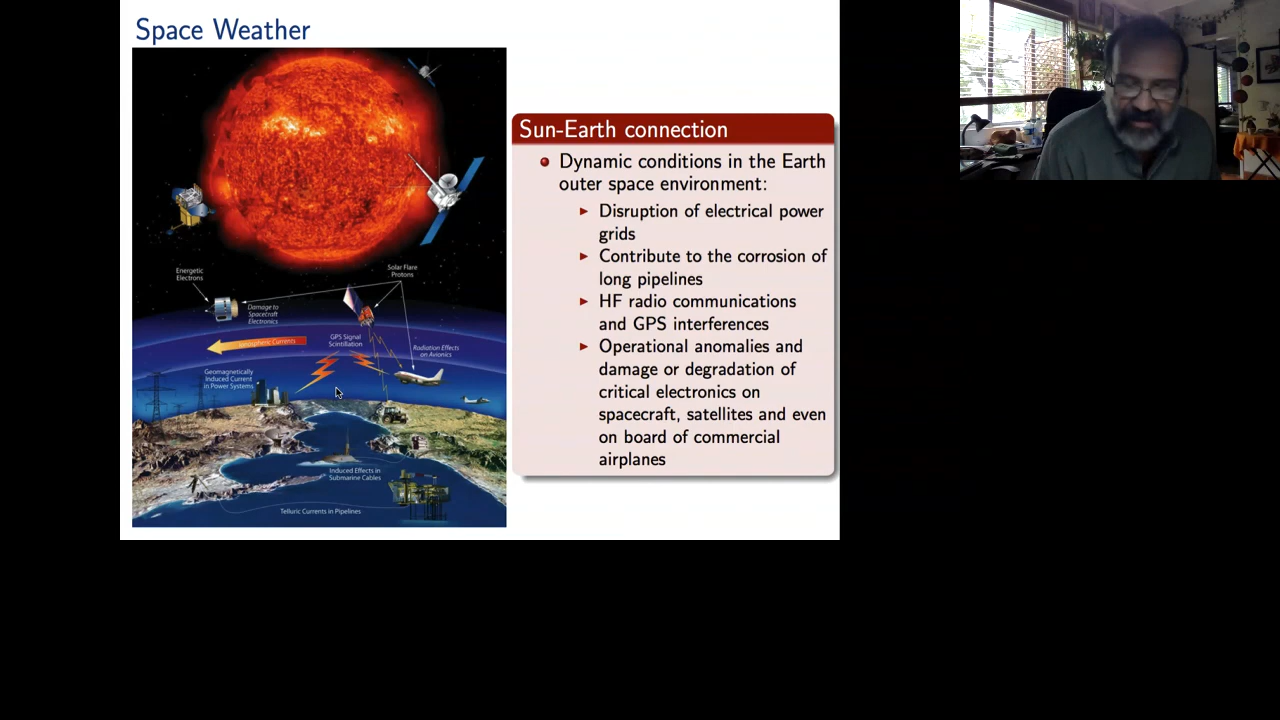 Space Weather
Energetic
Electrons
Solar Flare
Protons
Damage to
Spacecraft
Electronics
Ionospheric Currents
GPS Signal
Scintillation
Radiation Effects
on Avionics
Geomagnetically
Induced Current
in Power Systems
Induced Effects in
Submarine Cables
Telluric Currents in Pipelines
Sun-Earth connection
Dynamic conditions in the Earth
outer space environment:
Disruption of electrical power
grids
Contribute to the corrosion of
long pipelines
HF radio communications
and GPS interferences
Operational anomalies and
damage or degradation of
critical electronics on
spacecraft, satellites and even
on board of commercial
airplanes